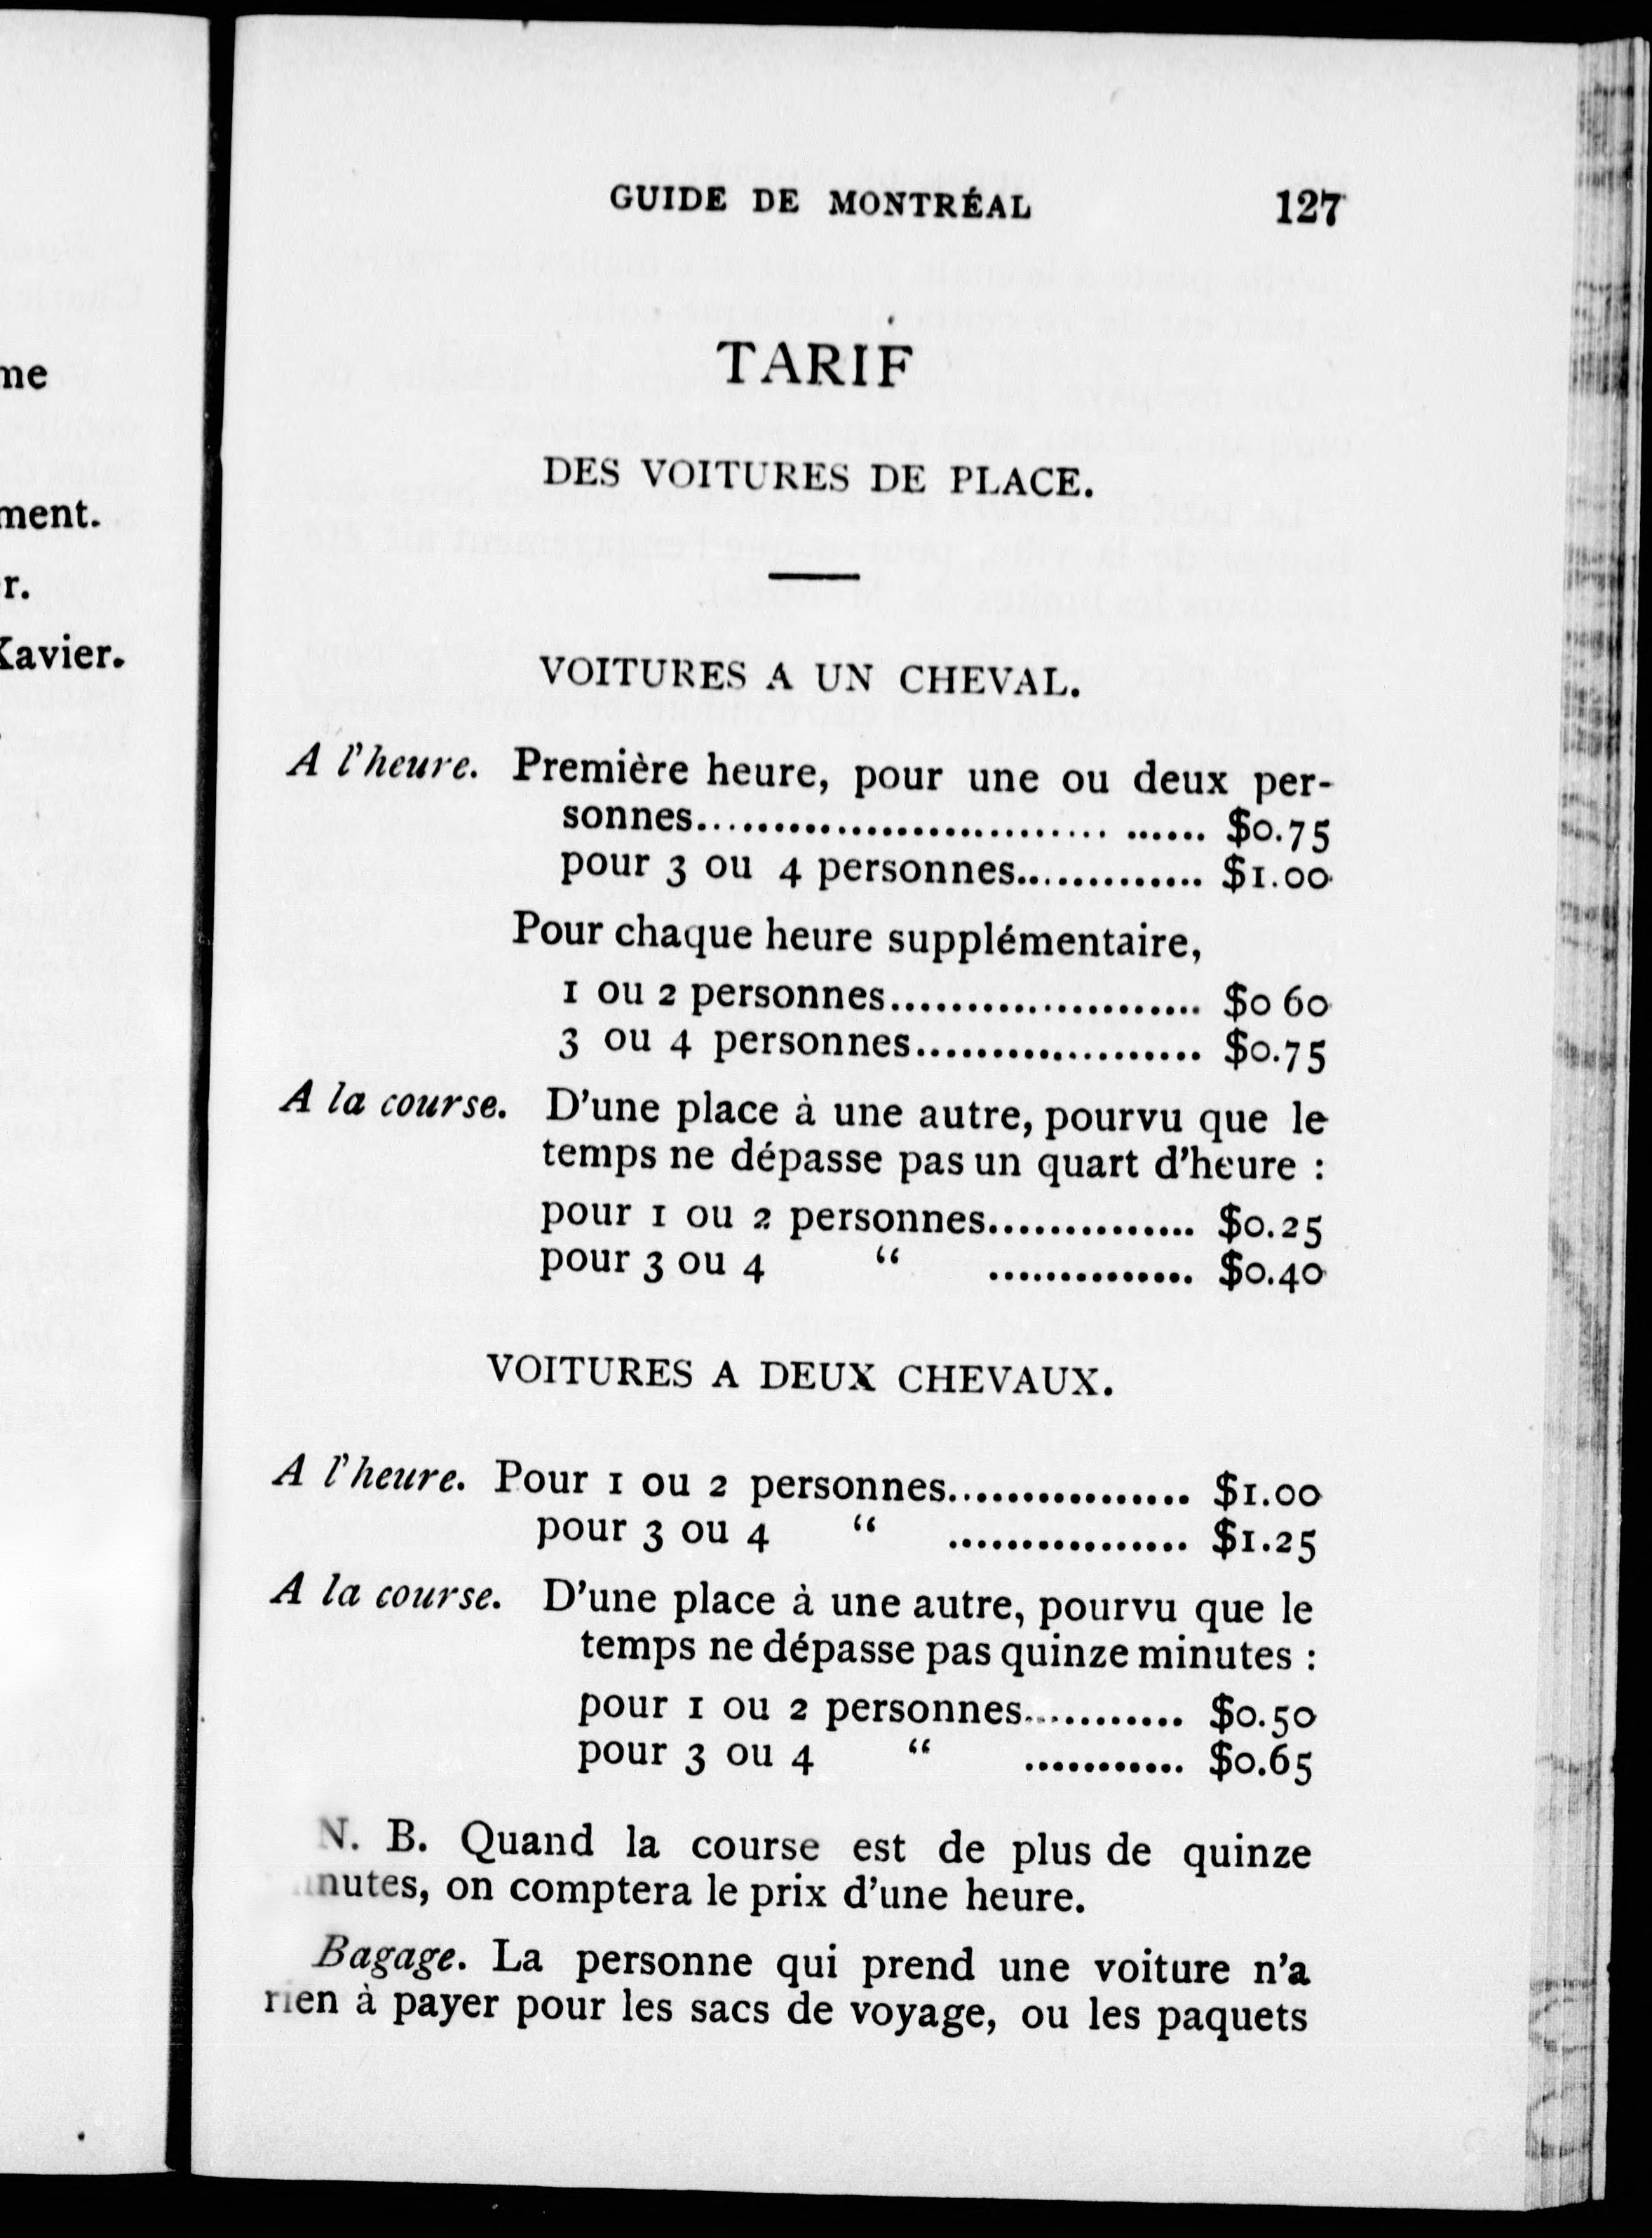 me
ment.
r.
Xavier.
GUIDE DE MONTRÉAL 127
TARIF
DES VOITURES DE PLACE.
VOITURES A UN CHEVAL.
A l'heure. Première heure, pour une ou deux per-
sonnes.................................. $0.75
pour 3 ou 4 personnes.............. $1.00
Pour chaque heure supplémentaire,
1 ou 2 personnes...................... $0 60
3 ou 4 personnes.................... $0.75
A la course. D'une place à une autre, pourvu que le
temps ne dépasse pas un quart d'heure :
pour 1 ou 2 personnes.............. $0.25
pour 3 ou 4 “ .............. $0.40
VOITURES A DEUX CHEVAUX.
A l'heure. Pour 1 ou 2 personnes................. $1.00
pour 3 ou 4 “ ................. $1.25
A la course. D'une place à une autre, pourvu que le
temps ne dépasse pas quinze minutes :
pour 1 ou 2 personnes........... $0.50
pour 3 ou 4 “ ........... $0.65
N. B. Quand la course est de plus de quinze
nutes, on comptera le prix d'une heure.
Bagage. La personne qui prend une voiture n'a
rien à payer pour les sacs de voyage, ou les paquets